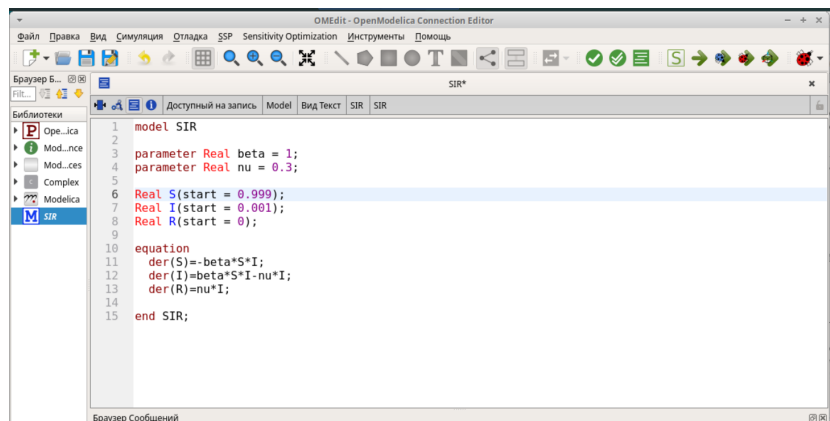 OMEdit - OpenModelica Connection Editor
Файл Правка Вид Симуляция Отладка SSP Sensitivity Optimization Инструменты Помощь
Браузер Б...
SIR*
Filt...
Доступный на запись Model Вид Текст SIR SIR
Библиотеки
Ope...ica
Mod...nce
Mod...ces
Complex
Modelica
SIR
1 model SIR
2
3 parameter Real beta = 1;
4 parameter Real nu = 0.3;
5
6 Real S(start = 0.999);
7 Real I(start = 0.001);
8 Real R(start = 0);
9
10 equation
11 der(S)=-beta*S*I;
12 der(I)=beta*S*I-nu*I;
13 der(R)=nu*I;
14
15 end SIR;
Браузер Сообщений